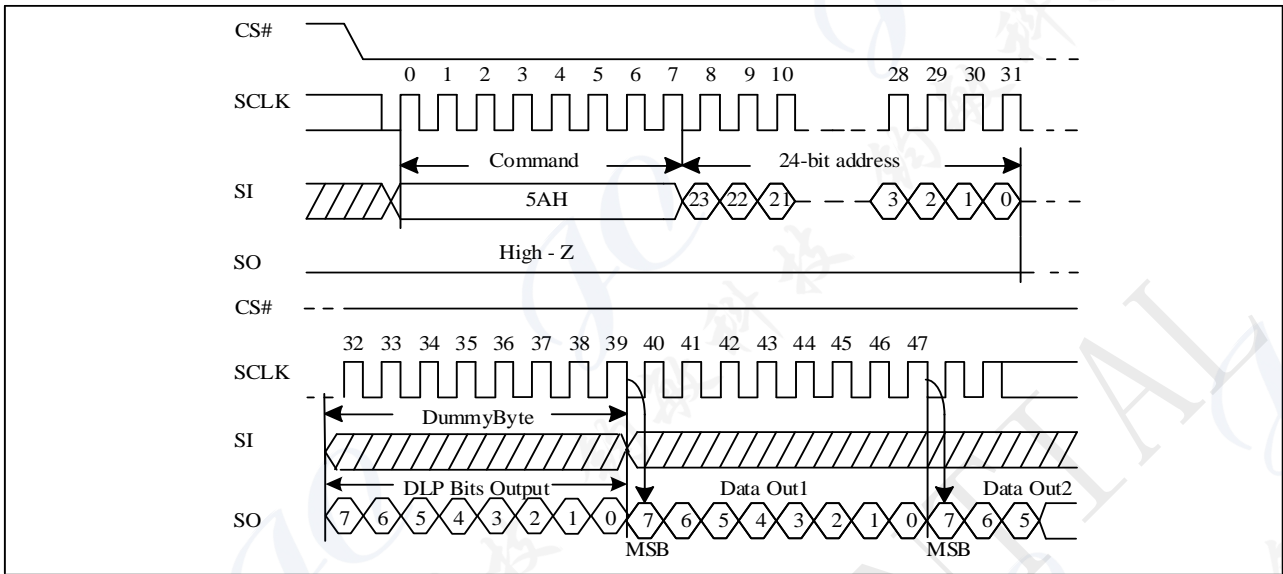 CS#
0 1 2 3 4 5 6 7 8 9 10 28 29 30 31
SCLK
Command 24-bit address
SI 5AH 23 22 21 3 2 1 0
High - Z
SO
CS#
32 33 34 35 36 37 38 39 40 41 42 43 44 45 46 47
SCLK
DummyByte
SI
DLP Bits Output Data Out1 Data Out2
SO 7 6 5 4 3 2 1 0 7 6 5 4 3 2 1 0 7 6 5
MSB MSB